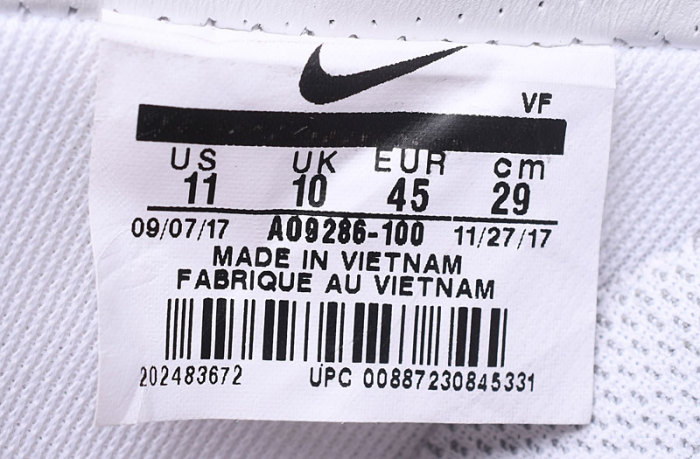 VF
US UK EUR cm
11 10 45 29
09/07/17 AO9286-100 11/27/17
MADE IN VIETNAM
FABRIQUE AU VIETNAM
202483672 UPC 00887230845331